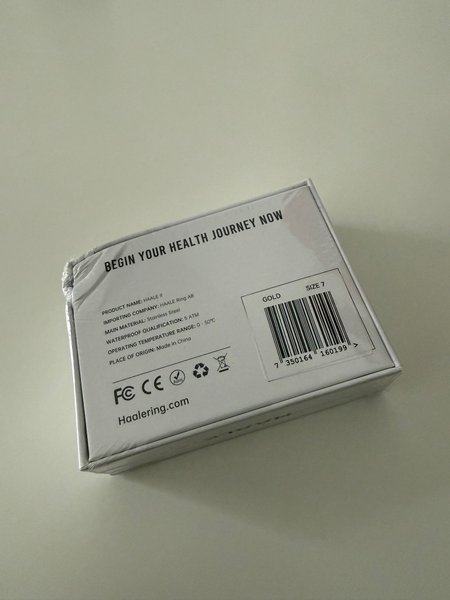 BEGIN YOUR HEALTH JOURNEY NOW
PRODUCT NAME: HAALE II
IMPORTING COMPANY: HAALE Ring AB
MAIN MATERIAL: Stainless Steel
WATERPROOF QUALIFICATION: 5 ATM
OPERATING TEMPERATURE RANGE: 0 - 50°C
PLACE OF ORIGIN: Made in China
FC CE
Haalering.com
GOLD SIZE 7
7 350164 160199 >